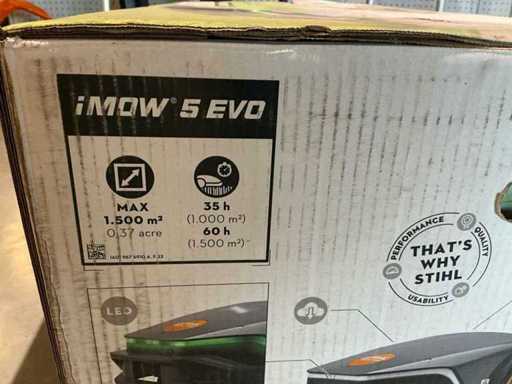 iMOW® 5 EVO
MAX
1.500 m²
0,37 acre
35 h
(1.000 m²)
60 h
(1.500 m²)
PERFORMANCE
QUALITY
USABILITY
THAT'S
WHY
STIHL
LED